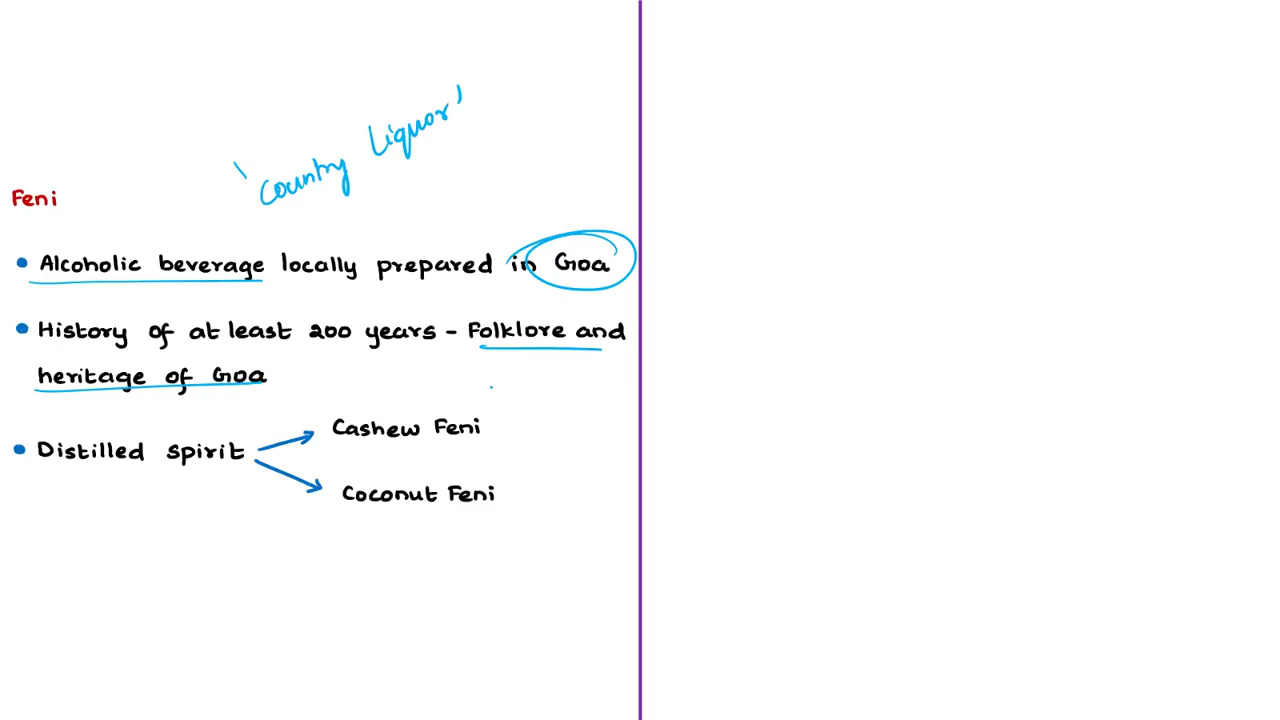 'Country Liquor'
Feni
• Alcoholic beverage locally prepared in Goa
• History of at least 200 years - Folklore and
heritage of Goa
Cashew Feni
• Distilled spirit
Coconut Feni